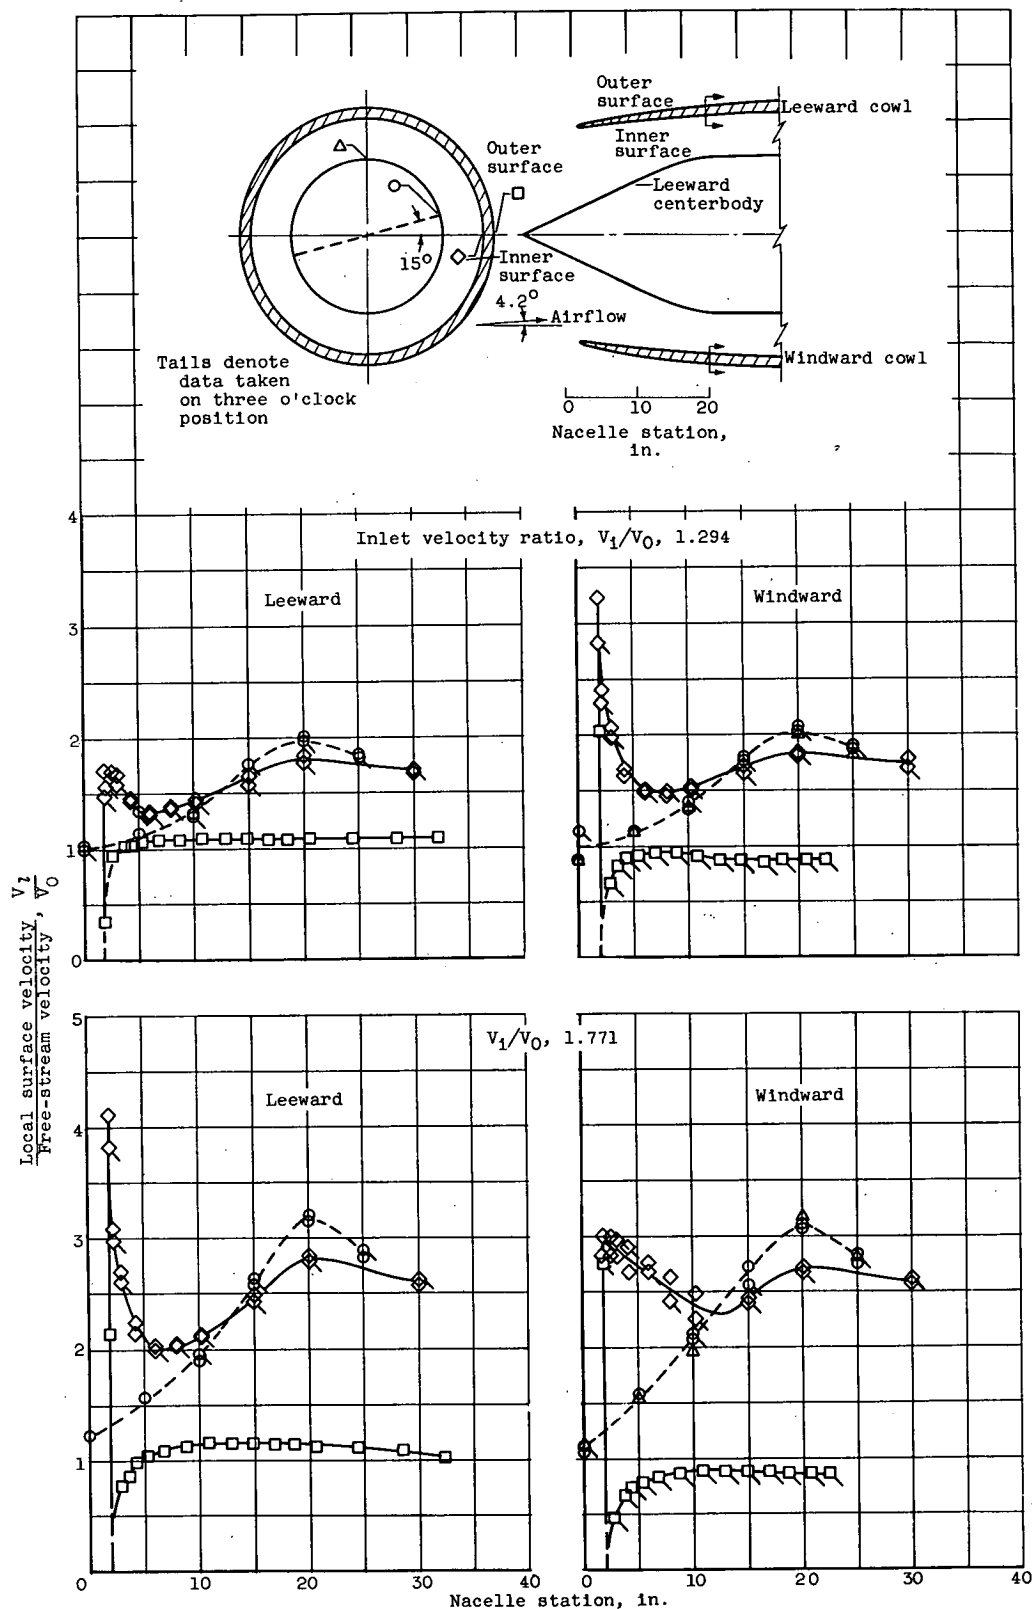 Outer
surface
Leeward cowl
Inner
surface
Outer
surface
Leeward
centerbody
15°
Inner
surface
4.2°
Airflow
Tails denote
data taken
on three o'clock
position
Windward cowl
0 10 20
Nacelle station,
in.
Inlet velocity ratio, Vi/V0, 1.294
Leeward
Windward
4
3
2
1
0
Local surface velocity, Vl
Free-stream velocity, V0
Vi/V0, 1.771
Leeward
Windward
5
4
3
2
1
0 10 20 30 0 10 20 30 40
Nacelle station, in.